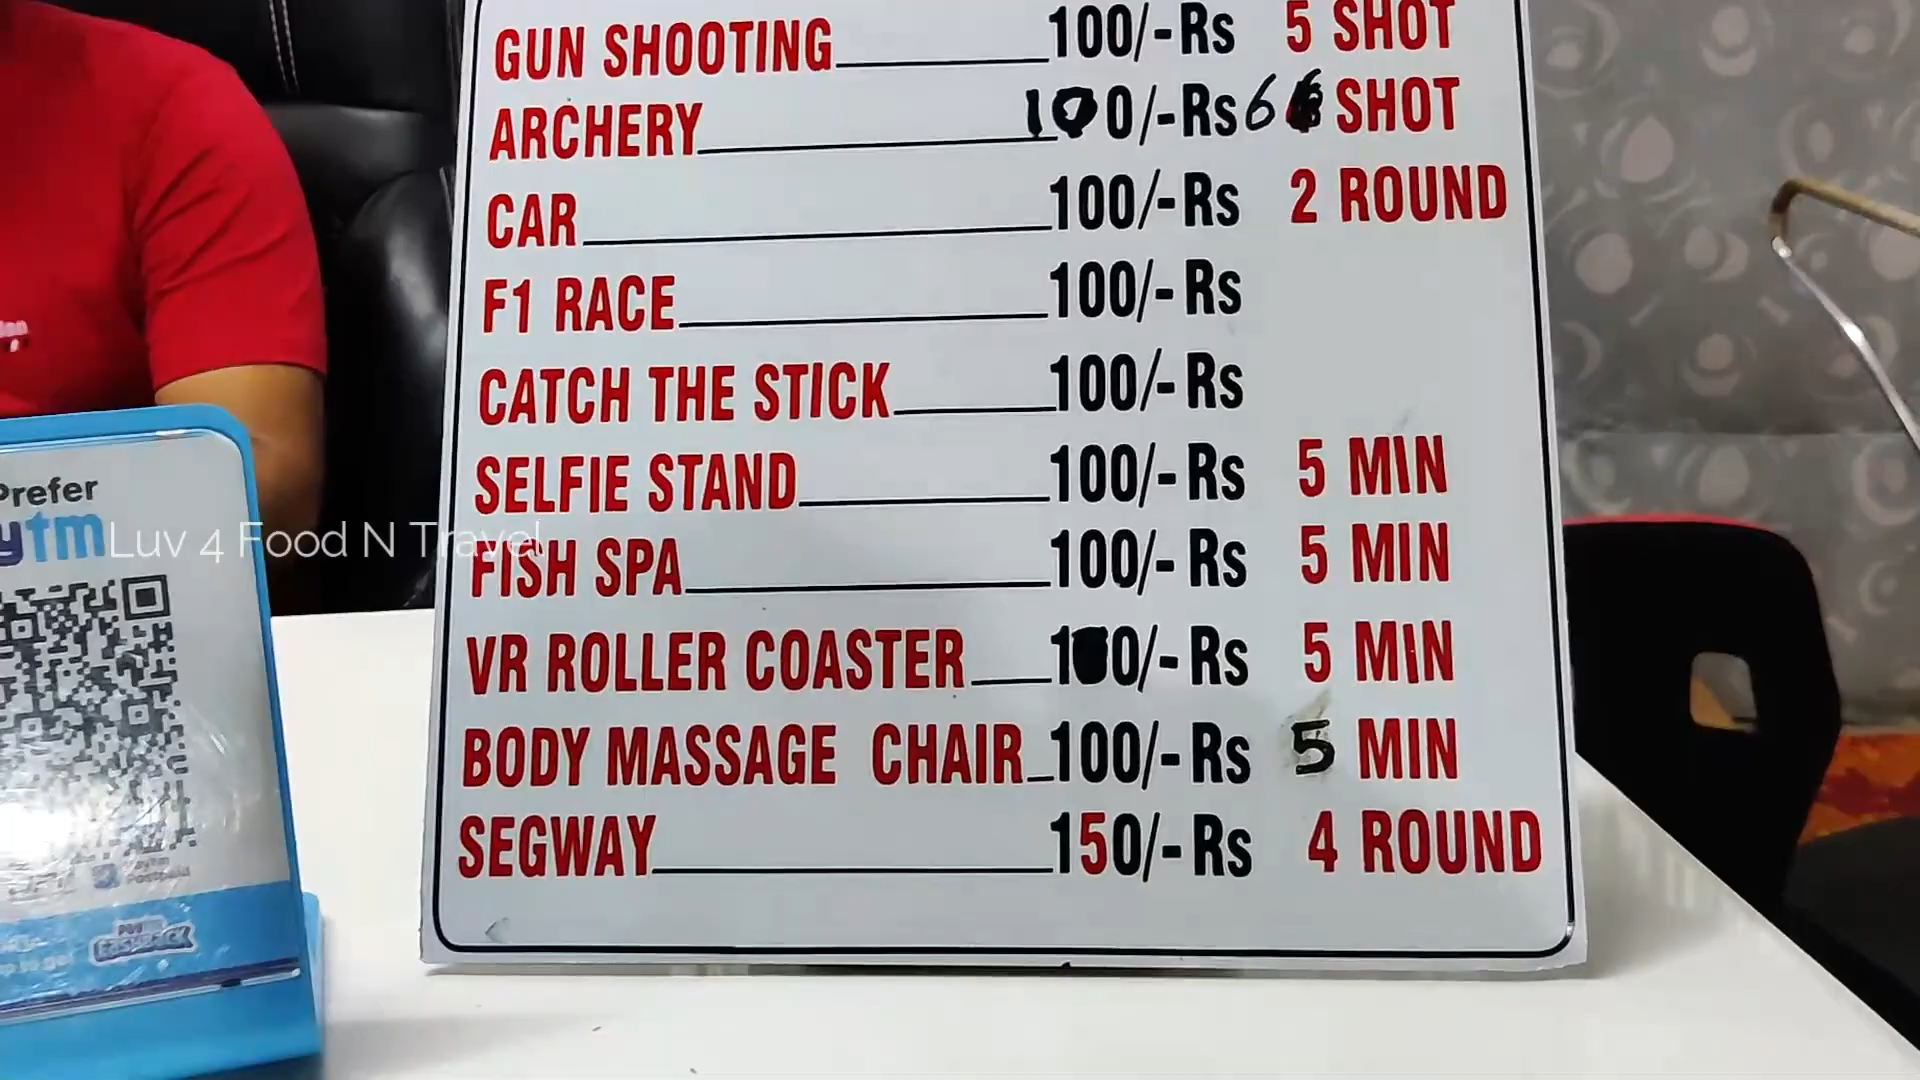 GUN SHOOTING 100/-Rs 5 SHOT
ARCHERY 100/-Rs 6 SHOT
CAR 100/-Rs 2 ROUND
F1 RACE 100/-Rs
CATCH THE STICK 100/-Rs
SELFIE STAND 100/-Rs 5 MIN
FISH SPA 100/-Rs 5 MIN
VR ROLLER COASTER 100/-Rs 5 MIN
BODY MASSAGE CHAIR 100/-Rs 5 MIN
SEGWAY 150/-Rs 4 ROUND
Prefer
ytm
Luv 4 Food N Travel